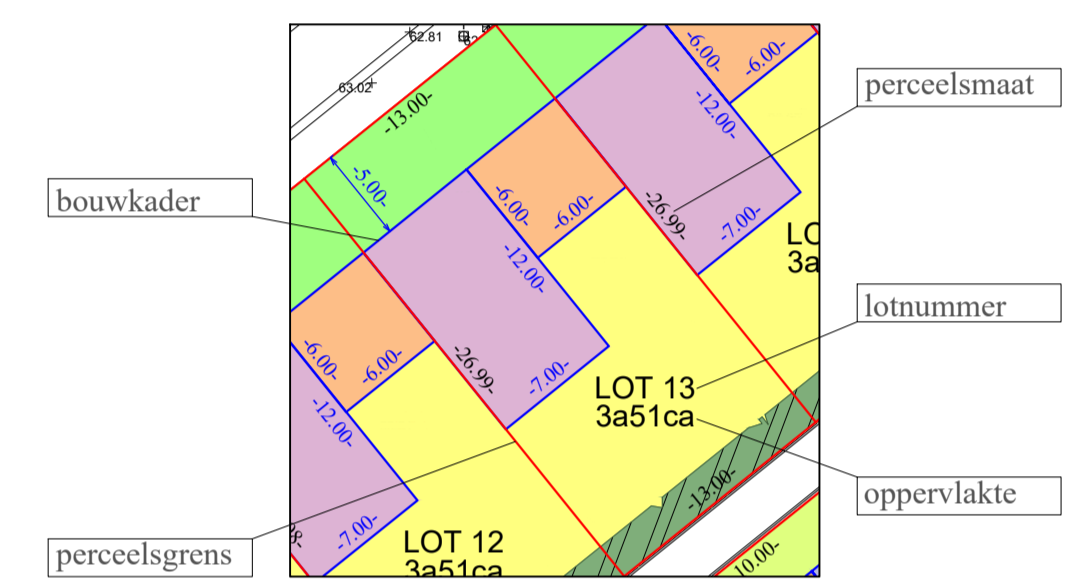 62.81
63.02
-13.00-
-5.00-
-6.00-
-6.00-
-12.00-
perceelsmaat
bouwkader
-6.00-
-6.00-
-12.00-
-26.99-
-7.00-
LO
3a
lotnummer
-6.00-
-6.00-
-12.00-
-26.99-
-7.00-
LOT 13
3a51ca
-13.00-
oppervlakte
-7.00-
LOT 12
3a51ca
10.00-
perceelsgrens